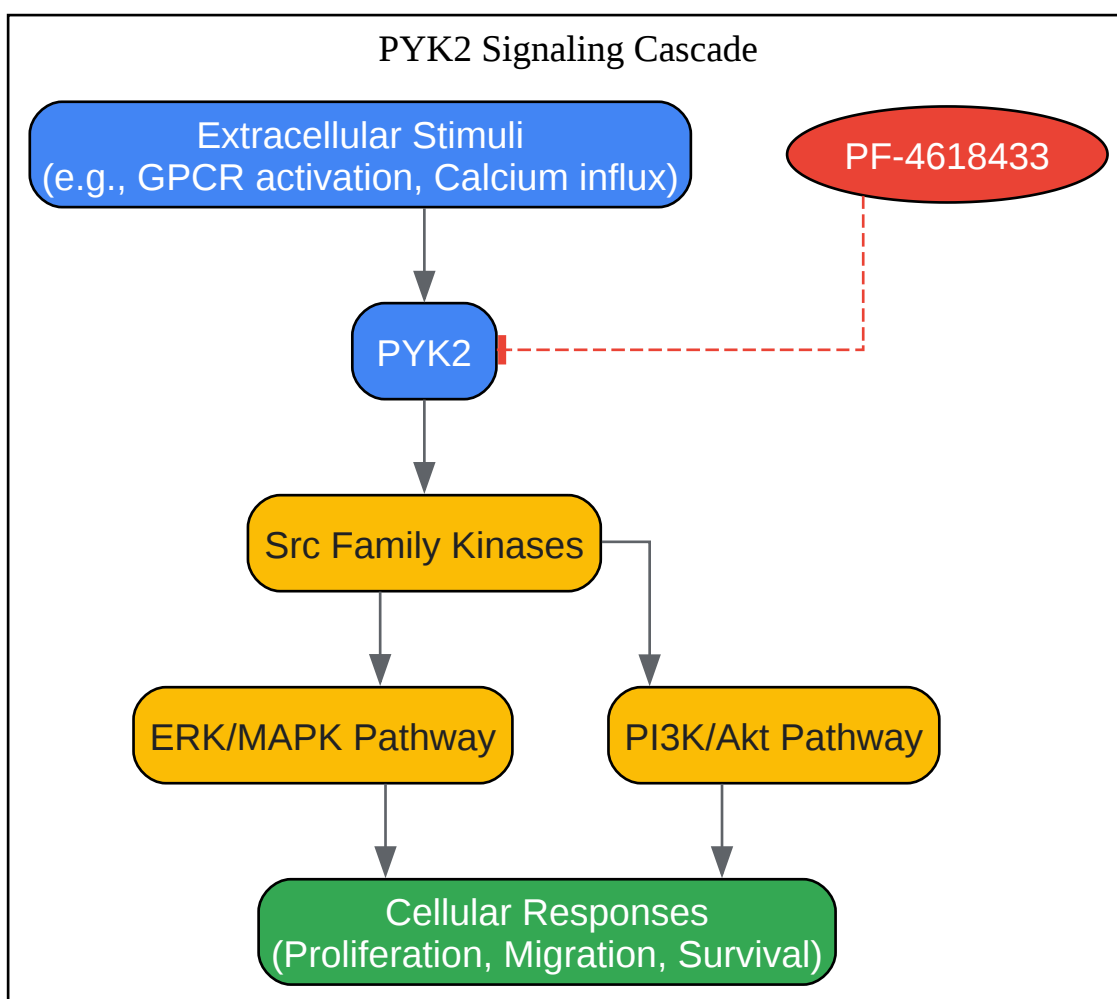 PYK2 Signaling Cascade
Extracellular Stimuli
(e.g., GPCR activation, Calcium influx)
PF-4618433
PYK2
Src Family Kinases
ERK/MAPK Pathway
PI3K/Akt Pathway
Cellular Responses
(Proliferation, Migration, Survival)